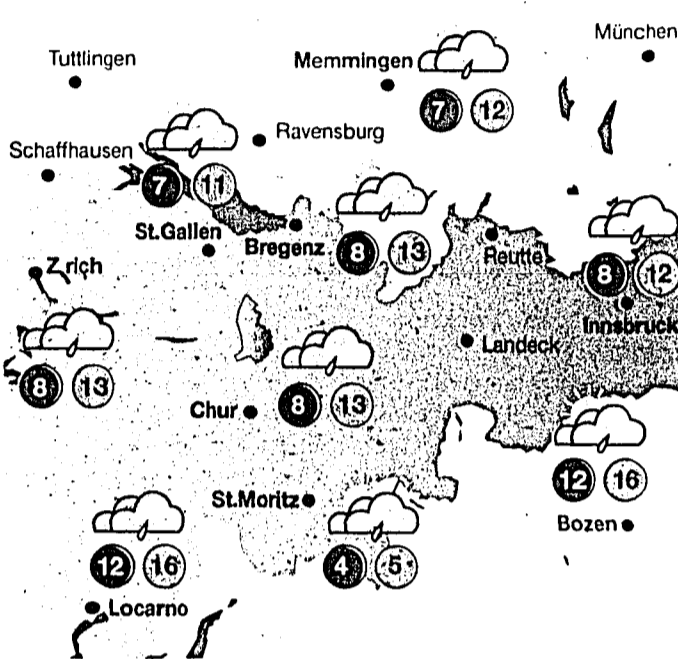 München
Tuttlingen
Memmingen
7 12
Ravensburg
Schaffhausen
7 11
St.Gallen
Bregenz
8 13
Reutte
Z rich
8 12
Innsbruck
Landeck
8 13
Chur
8 13
12 16
St.Moritz
Bozen
12 16
4 5
Locarno